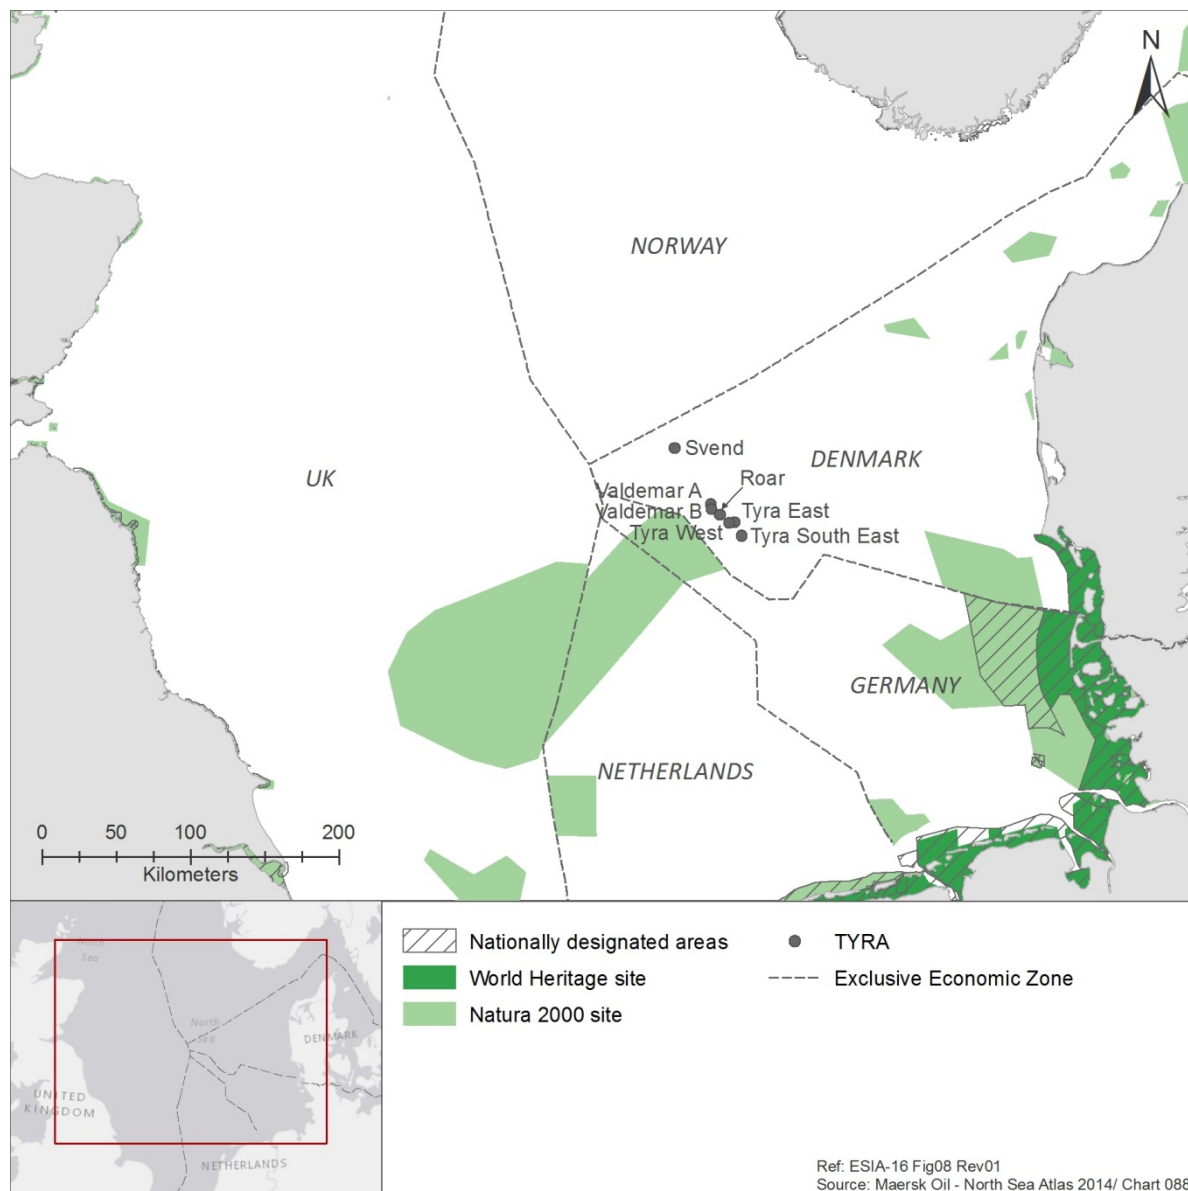 N
NORWAY
Svend
DENMARK
UK
Roar
Valdemar A
Valdemar B
Tyra East
Tyra West
Tyra South East
GERMANY
NETHERLANDS
0 50 100 200
Kilometers
North
Sea
North
Sea
DENMARK
UNITED
KINGDOM
NETHERLANDS
Nationally designated areas
World Heritage site
Natura 2000 site
TYRA
Exclusive Economic Zone
Ref: ESIA-16 Fig08 Rev01
Source: Maersk Oil - North Sea Atlas 2014/ Chart 088